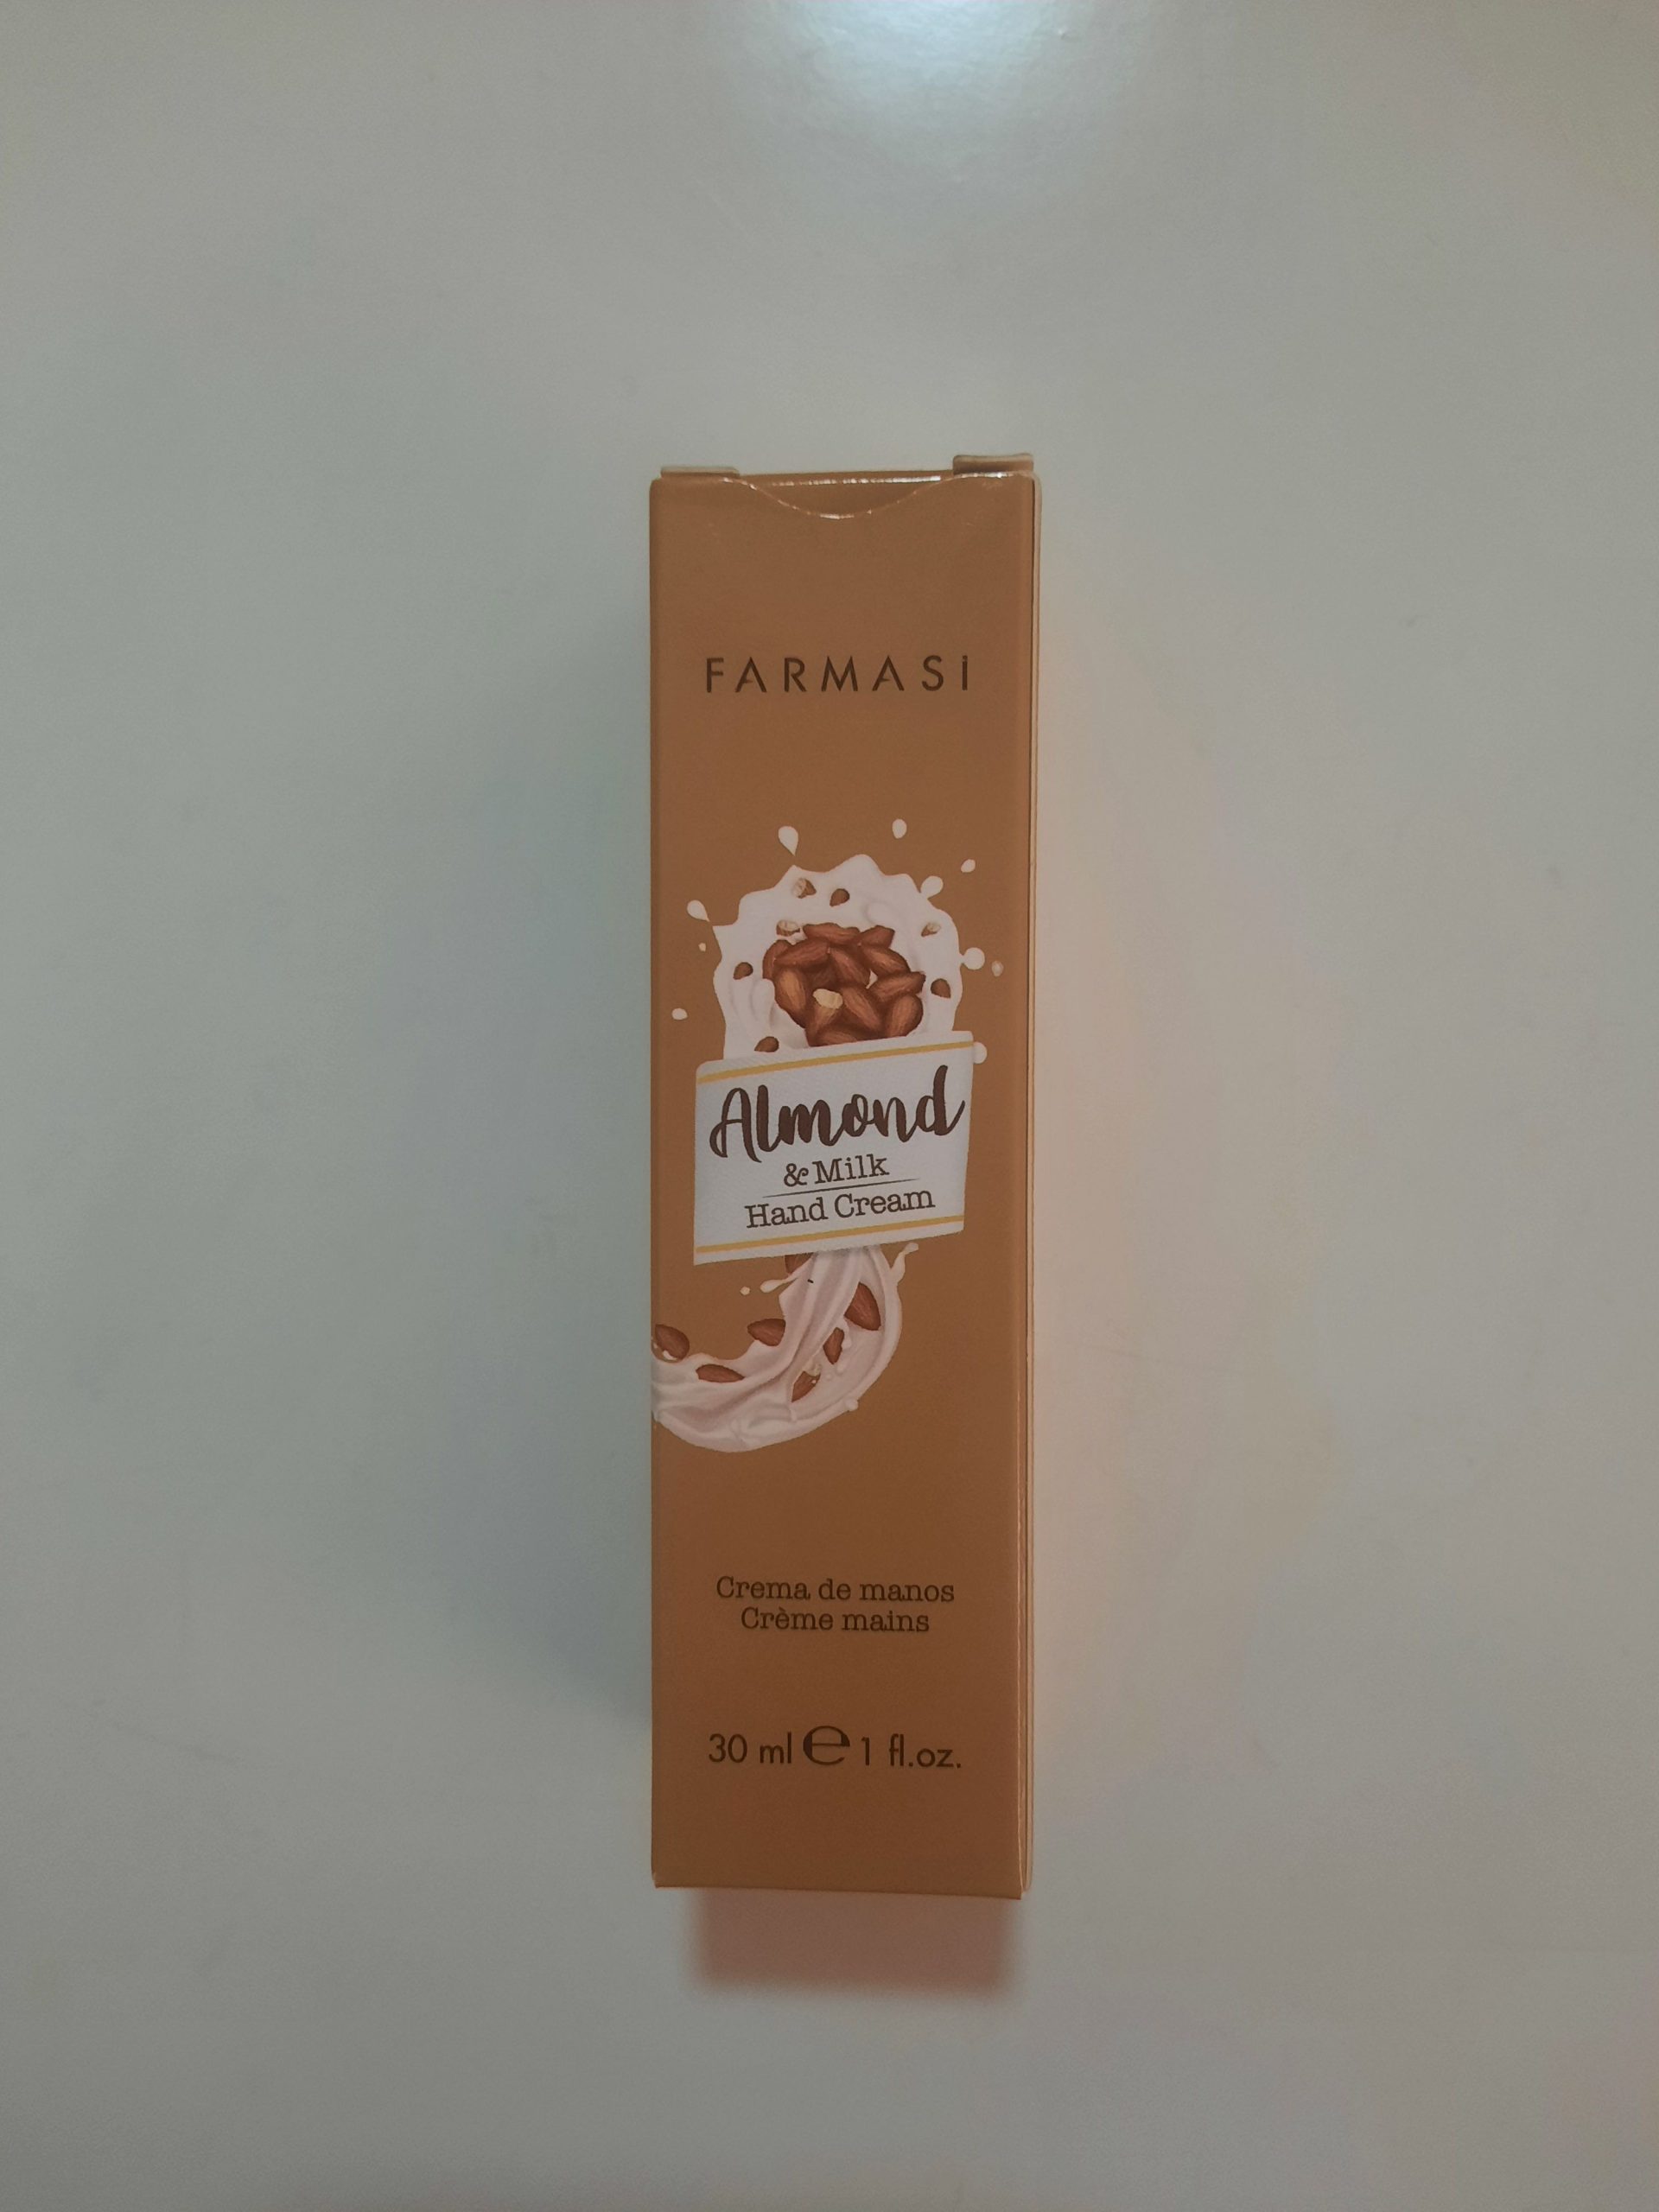 FARMASİ
Almond
& Milk
Hand Cream
Crema de manos
Crème mains
30 ml ℮ 1 fl.oz.